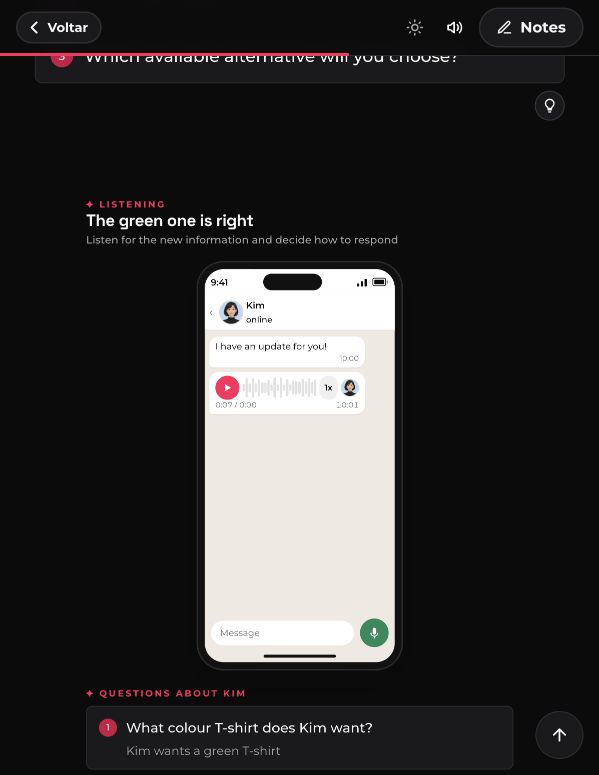 Voltar
Notes
3 Which available alternative will you choose?
LISTENING
The green one is right
Listen for the new information and decide how to respond
9:41
Kim
online
I have an update for you!
10:00
1x
0:07 / 0:00
10:01
Message
QUESTIONS ABOUT KIM
1 What colour T-shirt does Kim want?
Kim wants a green T-shirt